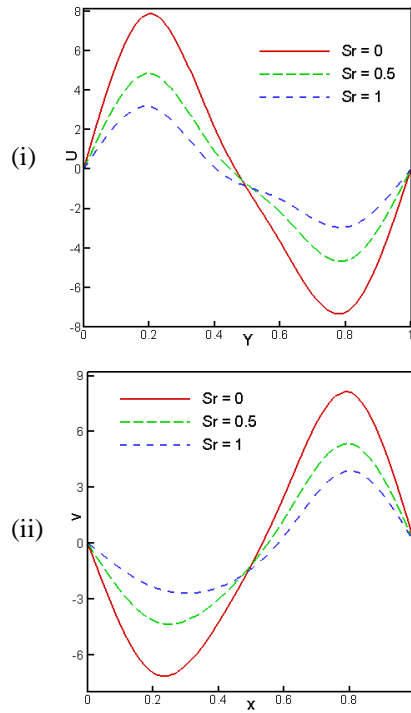 (i)
U
8
6
4
2
0
-2
-4
-6
-8
Sr = 0
Sr = 0.5
Sr = 1
0 0.2 0.4 0.6 0.8 1
Y
(ii)
V
9
6
3
0
-3
-6
Sr = 0
Sr = 0.5
Sr = 1
0 0.2 0.4 0.6 0.8
X